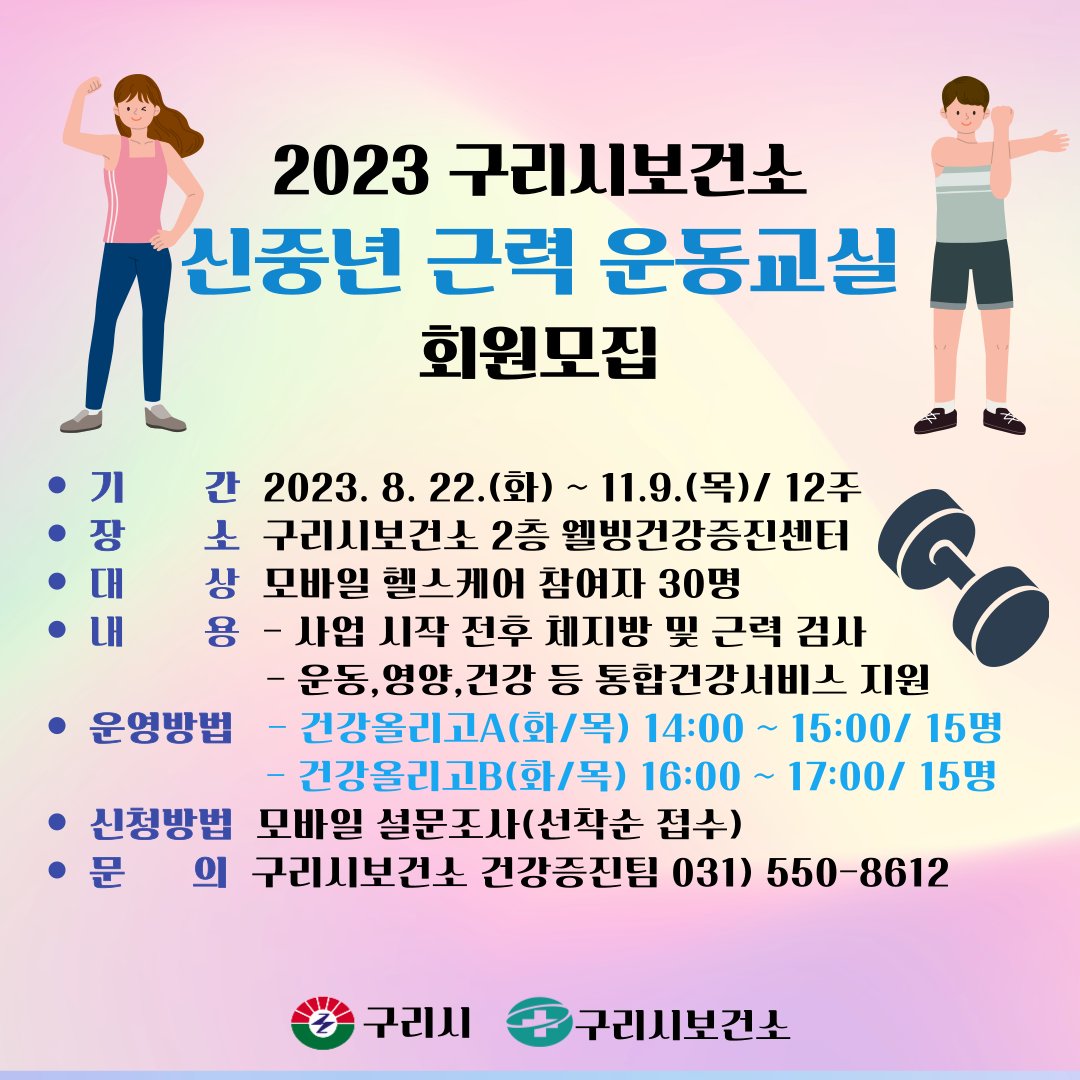 2023 구리시보건소
신중년 근력 운동교실
회원모집
• 기 간 2023. 8. 22.(화) ~ 11.9.(목)/ 12주
• 장 소 구리시보건소 2층 웰빙건강증진센터
• 대 상 모바일 헬스케어 참여자 30명
• 내 용 - 사업 시작 전후 체지방 및 근력 검사
- 운동,영양,건강 등 통합건강서비스 지원
• 운영방법 - 건강올리고A(화/목) 14:00 ~ 15:00/ 15명
- 건강올리고B(화/목) 16:00 ~ 17:00/ 15명
• 신청방법 모바일 설문조사(선착순 접수)
• 문 의 구리시보건소 건강증진팀 031) 550-8612
구리시 구리시보건소